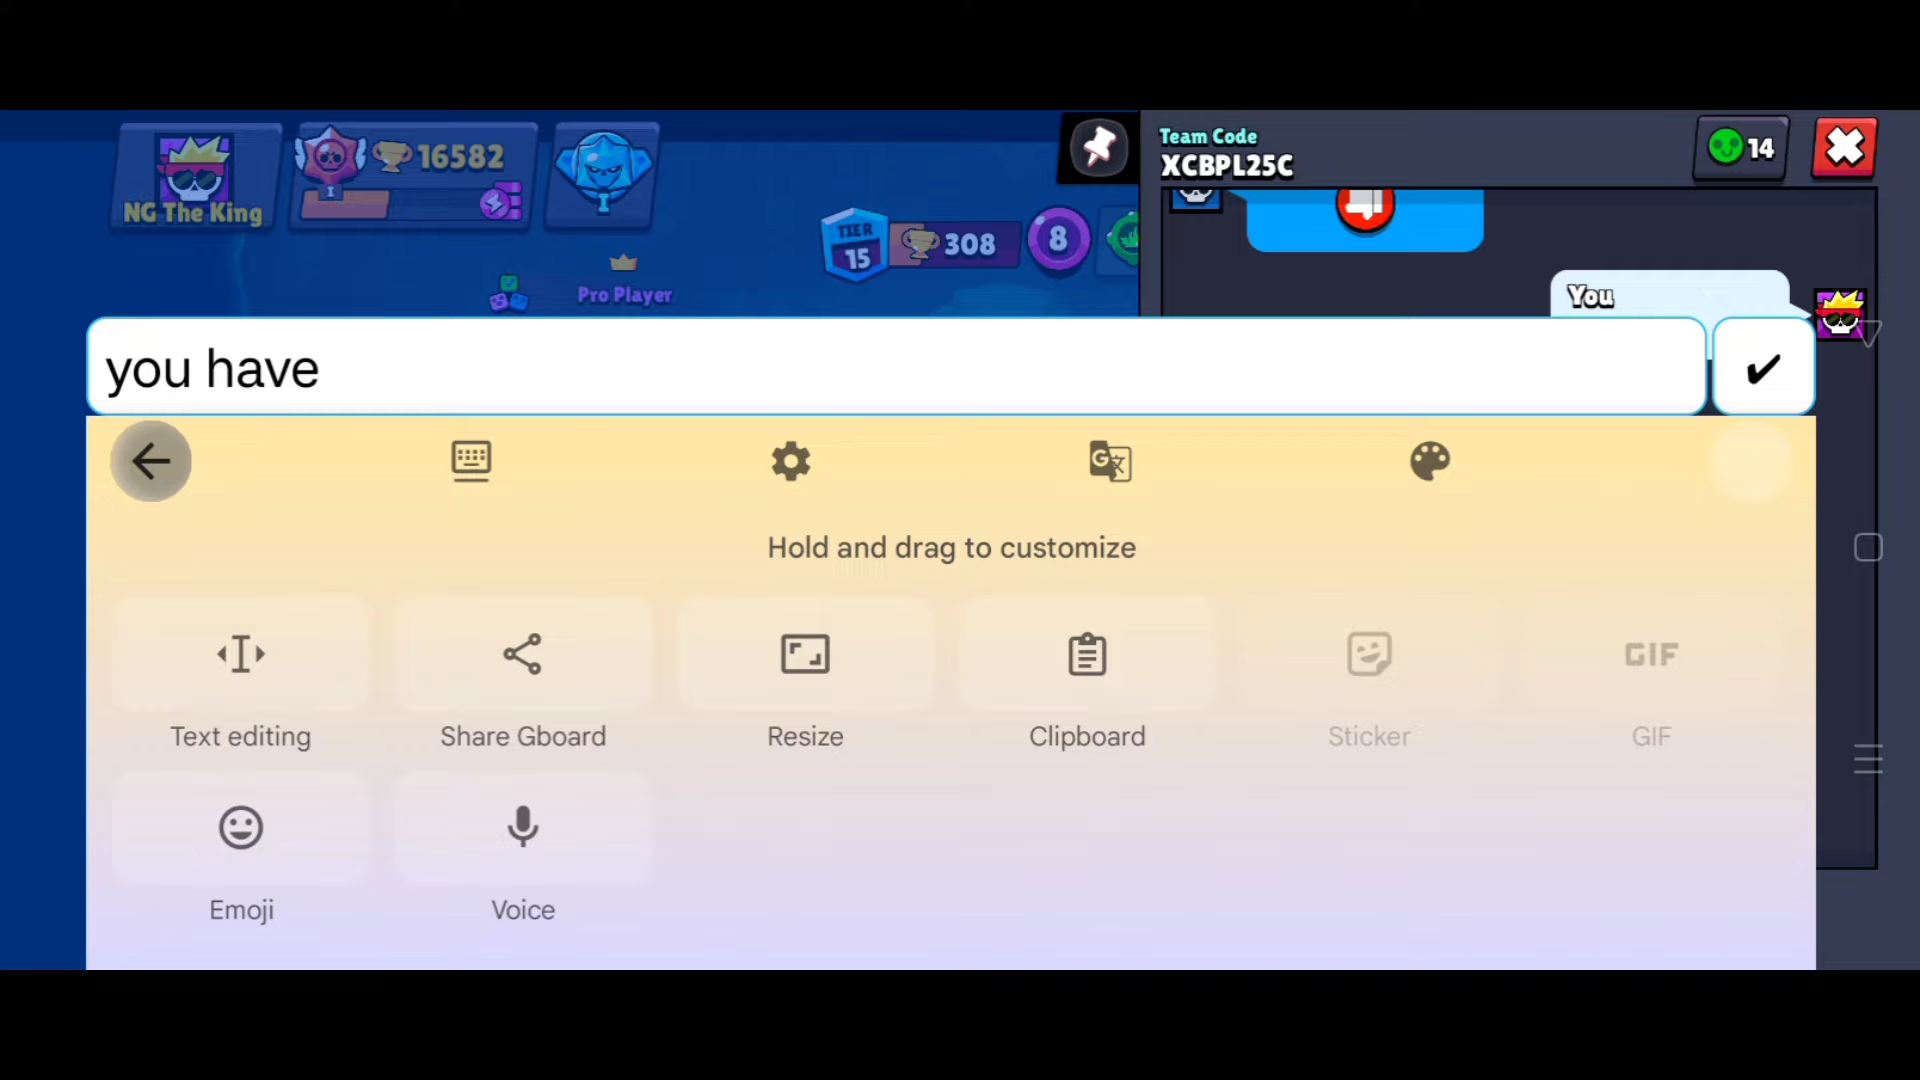 NG The King
16582
I
TIER
15
308
8
Pro Player
Team Code
XCBPL25C
14
You
you have
Hold and drag to customize
Text editing
Share Gboard
Resize
Clipboard
Sticker
GIF
GIF
Emoji
Voice